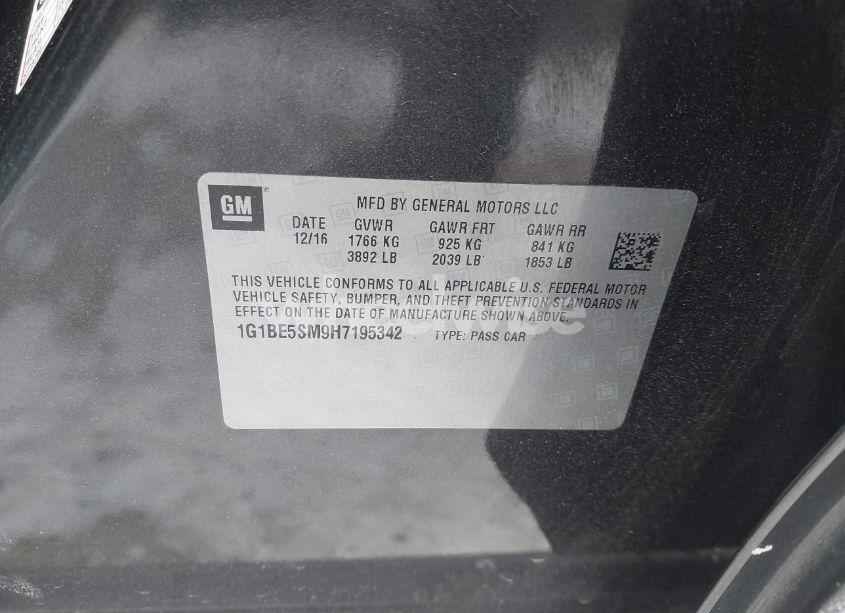 GM
MFD BY GENERAL MOTORS LLC
DATE GVWR GAWR FRT GAWR RR
12/16 1766 KG 925 KG 841 KG
3892 LB 2039 LB 1853 LB
THIS VEHICLE CONFORMS TO ALL APPLICABLE U.S. FEDERAL MOTOR
VEHICLE SAFETY, BUMPER, AND THEFT PREVENTION STANDARDS IN
EFFECT ON THE DATE OF MANUFACTURE SHOWN ABOVE.
1G1BE5SM9H7195342 TYPE: PASS CAR